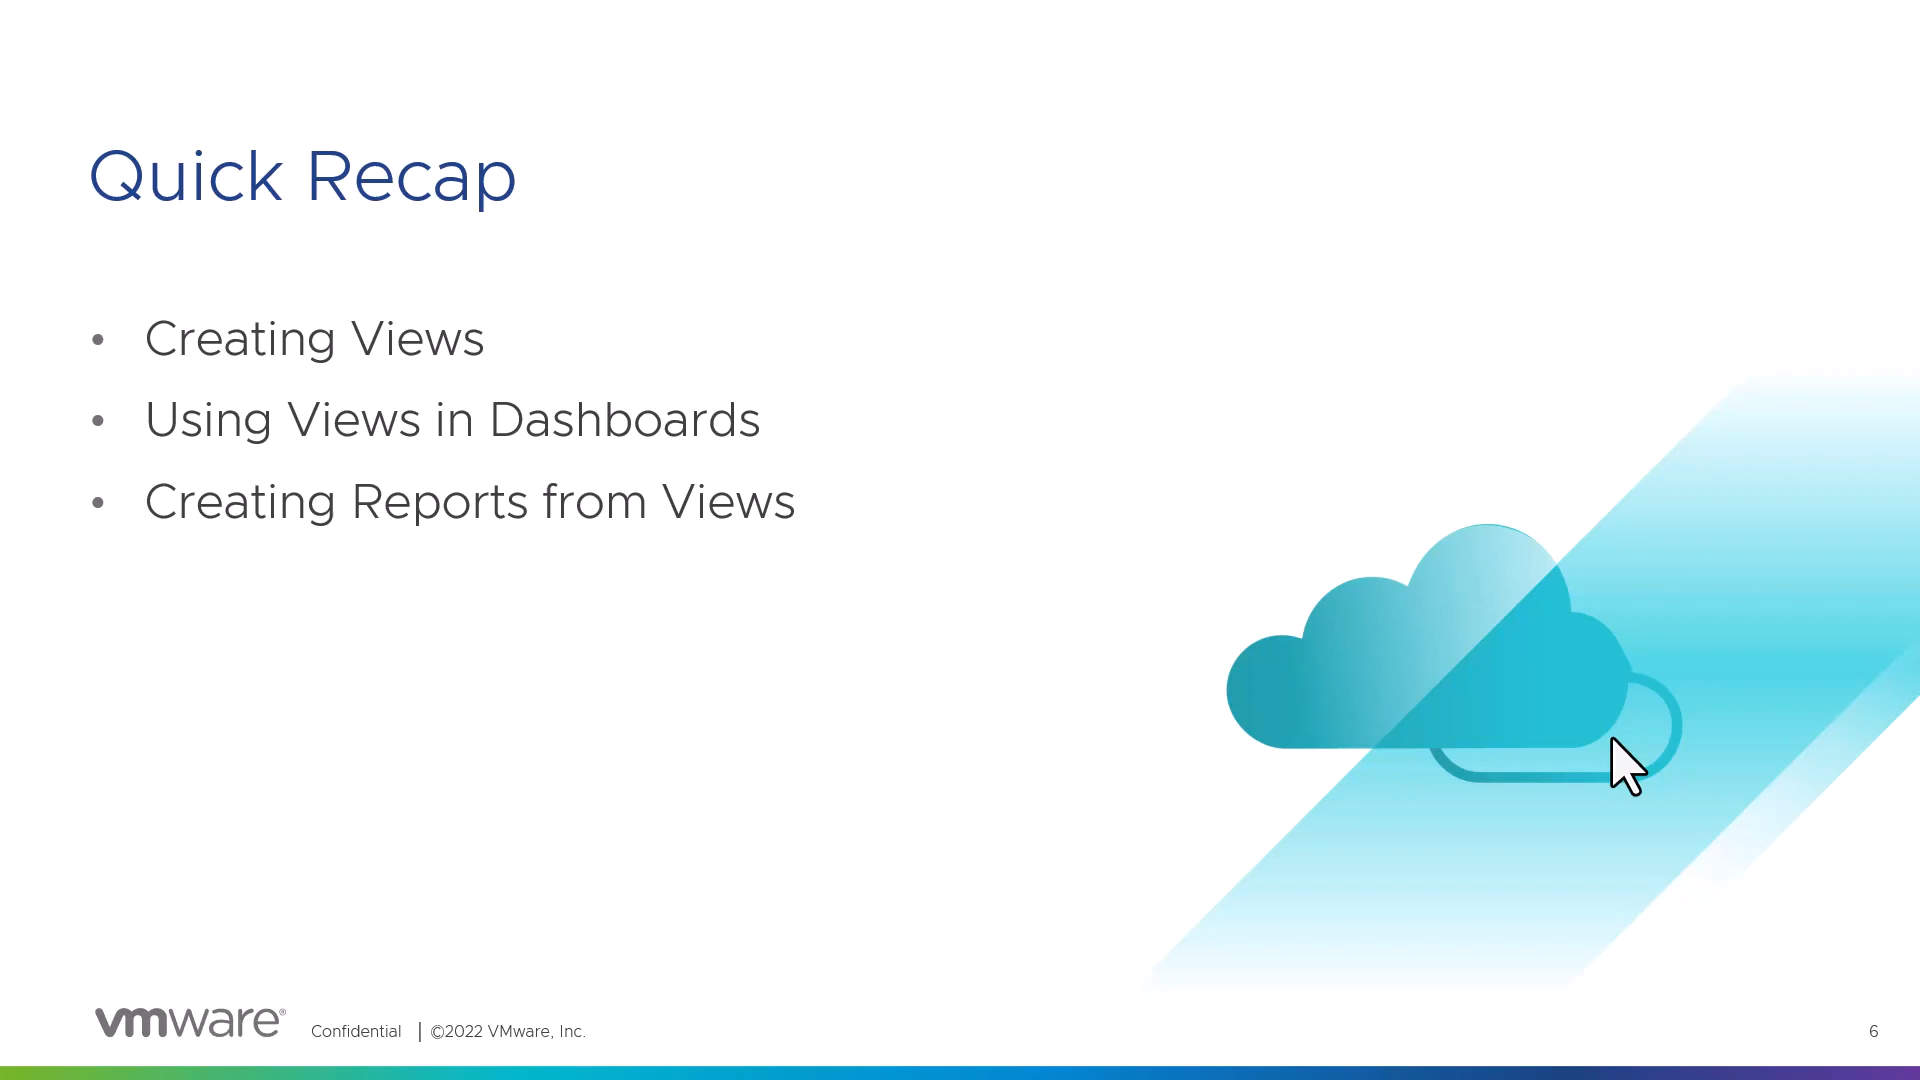 Quick Recap
• Creating Views
• Using Views in Dashboards
• Creating Reports from Views
vmware® Confidential | ©2022 VMware, Inc. 6